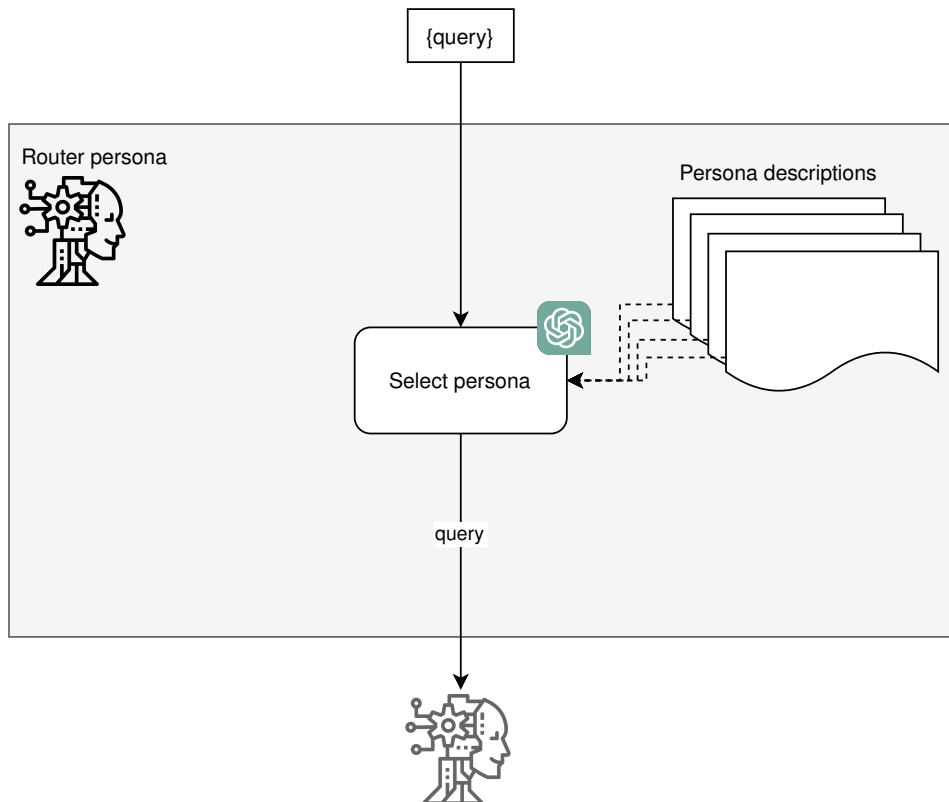 {query}
Router persona
Persona descriptions
Select persona
query